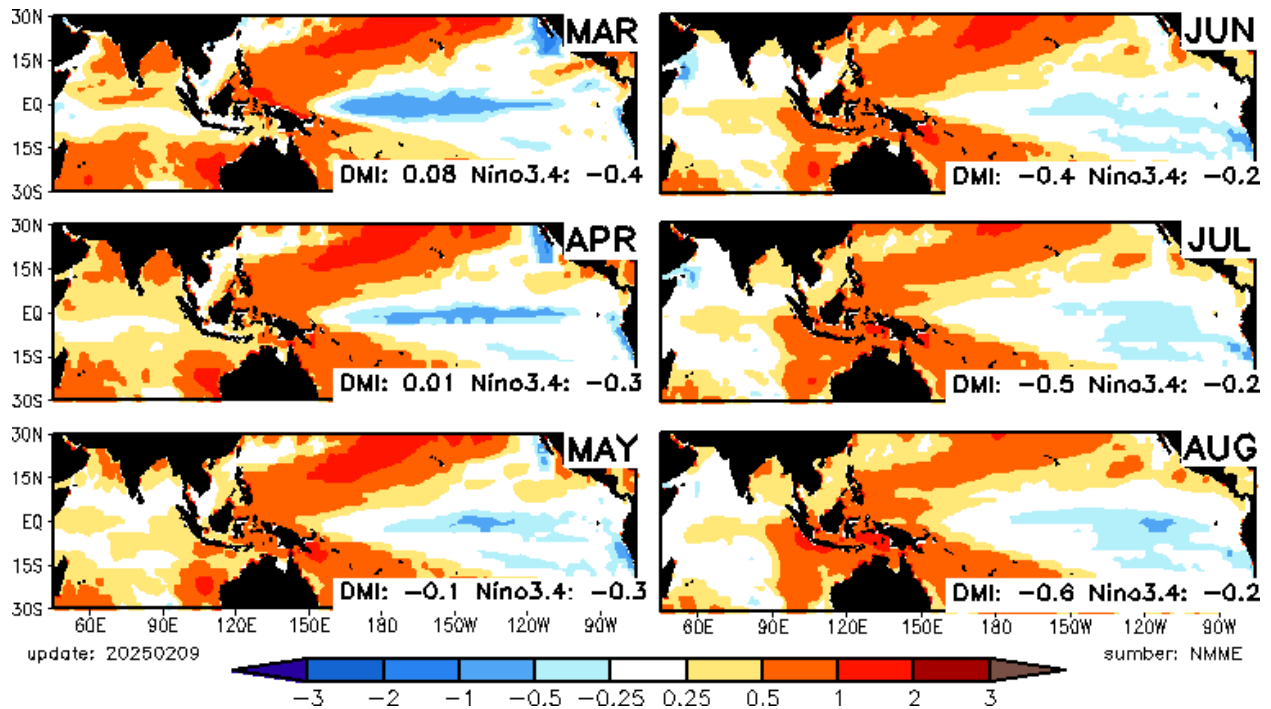 30N
15N
EQ
15S
30S
MAR
DMI: 0.08 Nino3.4: −0.4
JUN
DMI: −0.4 Nino3.4: −0.2
30N
15N
EQ
15S
30S
APR
DMI: 0.01 Nino3.4: −0.3
JUL
DMI: −0.5 Nino3.4: −0.2
30N
15N
EQ
15S
30S
MAY
DMI: −0.1 Nino3.4: −0.3
AUG
DMI: −0.6 Nino3.4: −0.2
60E 90E 120E 150E 180 150W 120W 90W
60E 90E 120E 150E 180 150W 120W 90W
update: 20250209
sumber: NMME
−3 −2 −1 −0.5 −0.25 0.25 0.5 1 2 3